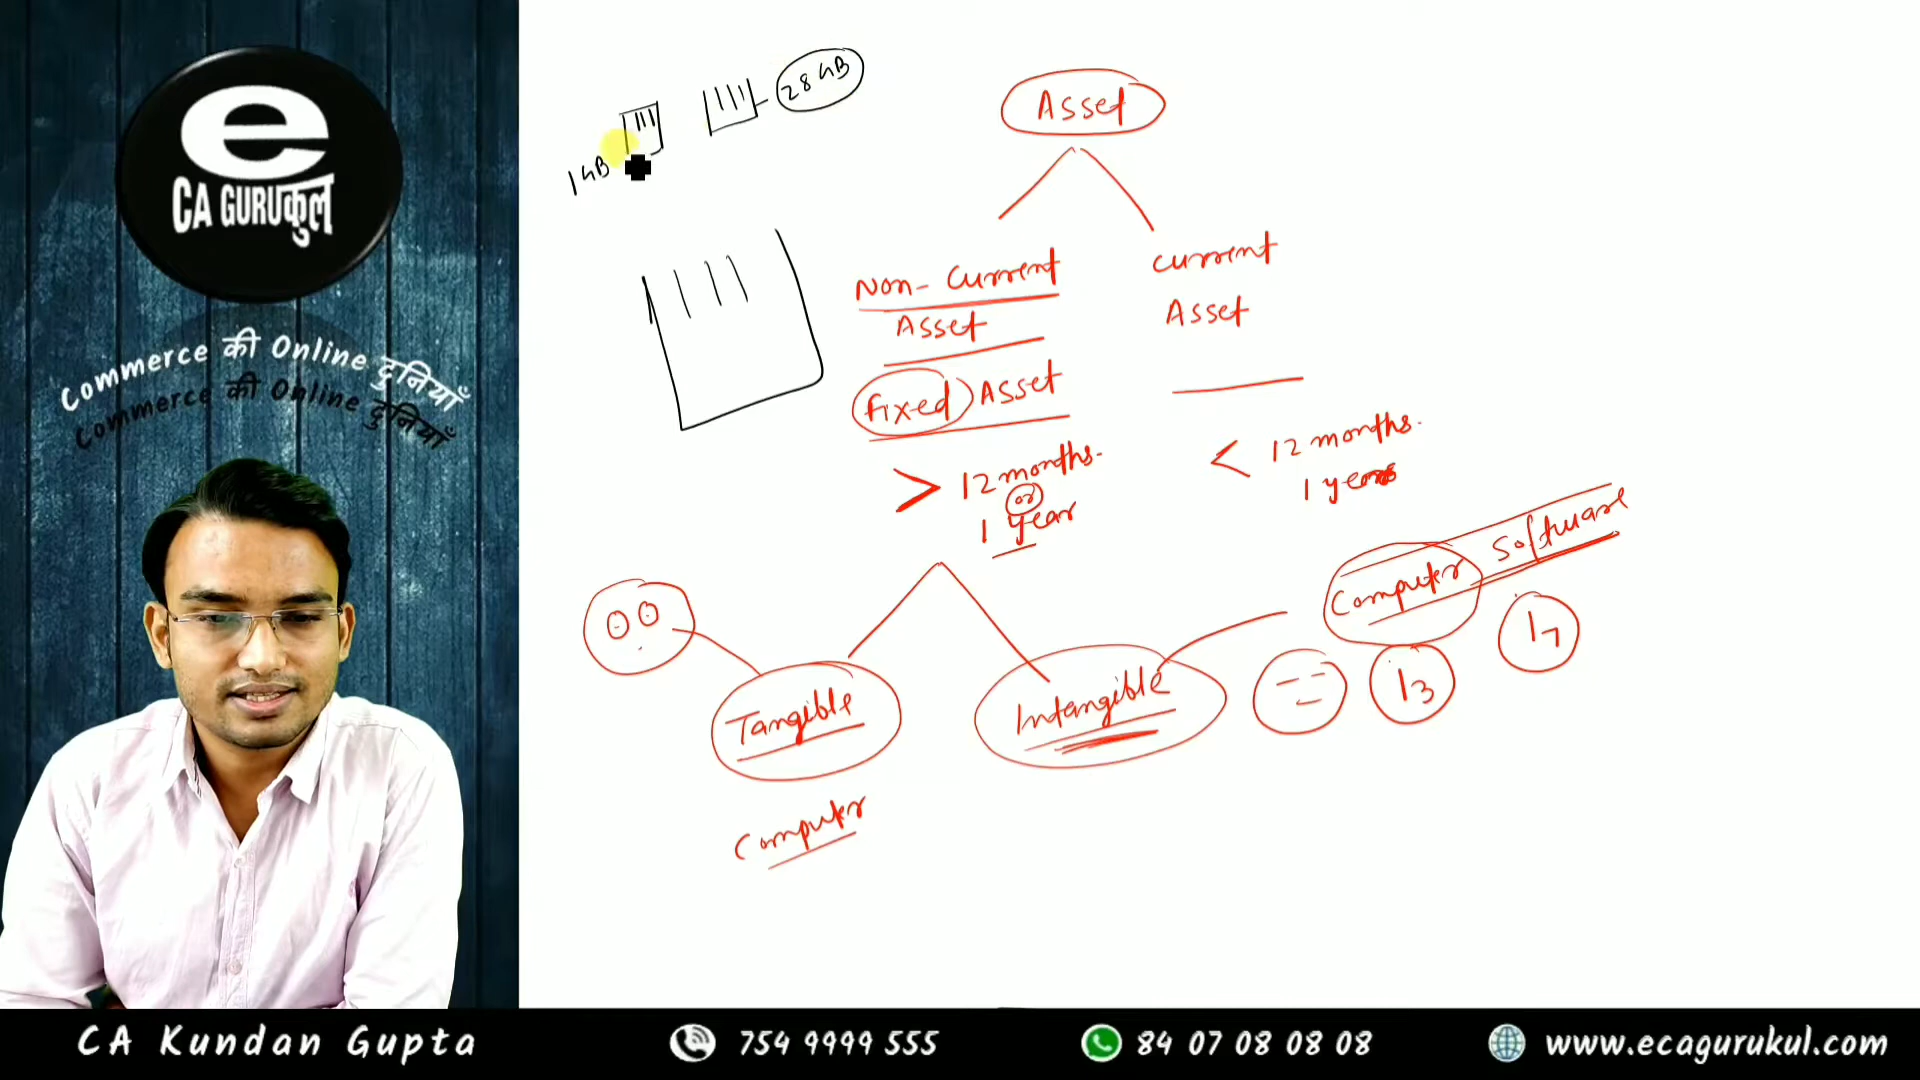 e
CA GURUकुल
Commerce की Online दुनियाँ
Commerce की Online दुनियाँ
28 GB
1 GB
Asset
Non-Current
Asset
Fixed Asset
> 12 months.
or
1 year
Current
Asset
< 12 months.
1 year
Computer Software
Tangible
Intangible
Computer
CA Kundan Gupta
754 9999 555
84 07 08 08 08
www.ecagurukul.com